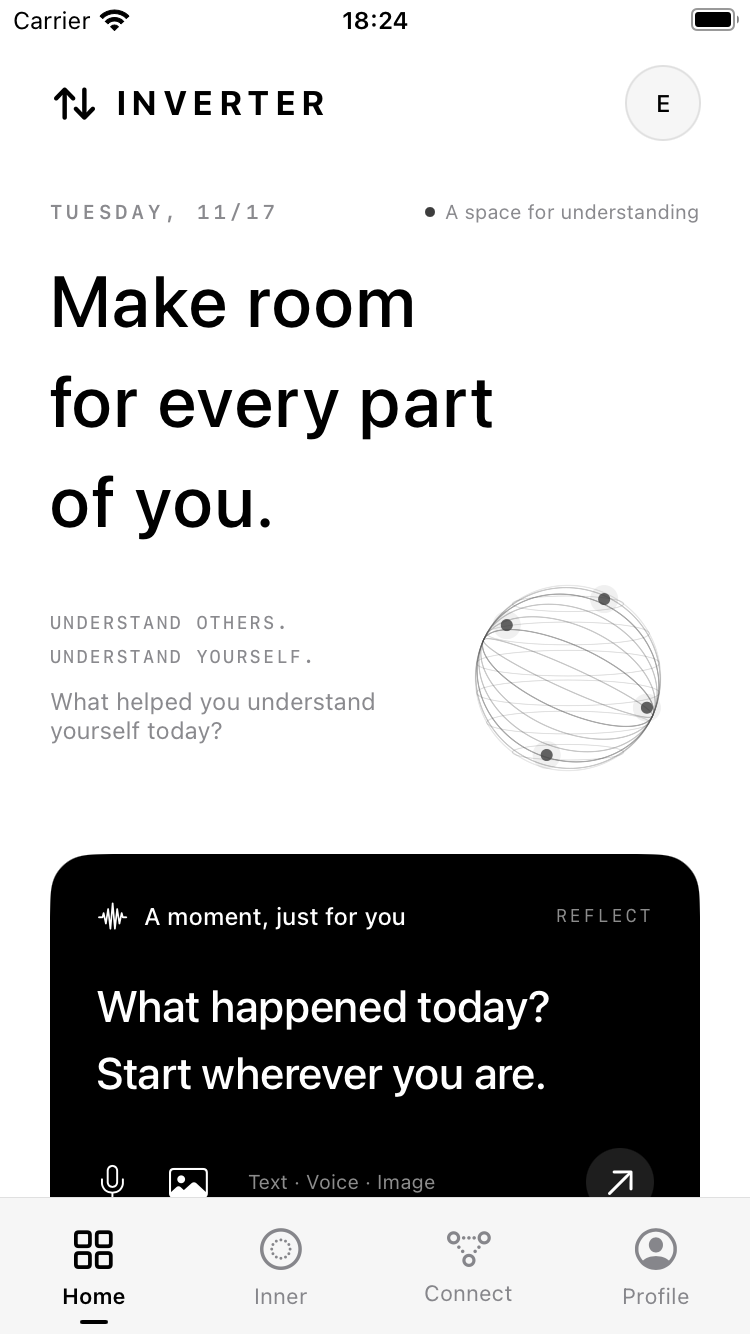 Carrier 18:24
INVERTER E
TUESDAY, 11/17 A space for understanding
Make room
for every part
of you.
UNDERSTAND OTHERS.
UNDERSTAND YOURSELF.
What helped you understand
yourself today?
A moment, just for you REFLECT
What happened today?
Start wherever you are.
Text · Voice · Image
Home Inner Connect Profile